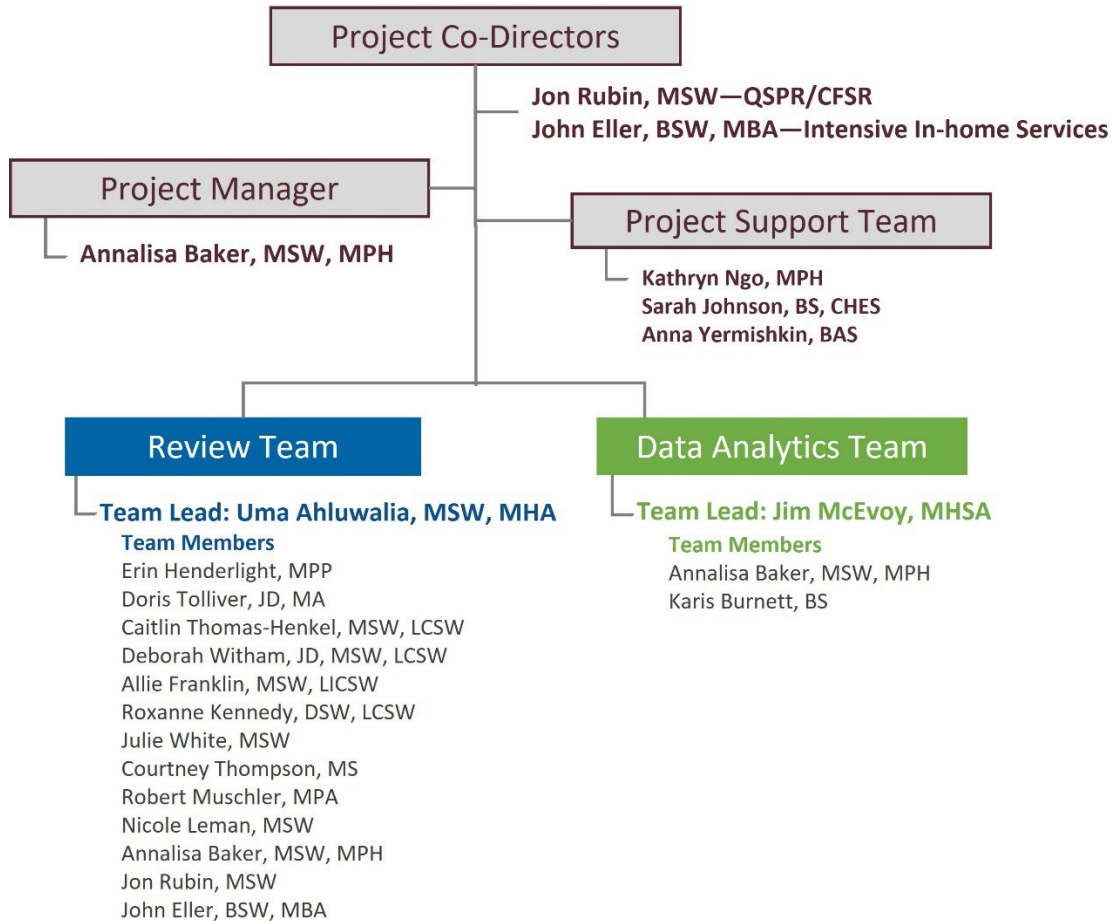 Project Co-Directors
Jon Rubin, MSW—QSPR/CFSR
John Eller, BSW, MBA—Intensive In-home Services
Project Manager
Annalisa Baker, MSW, MPH
Project Support Team
Kathryn Ngo, MPH
Sarah Johnson, BS, CHES
Anna Yermishkin, BAS
Review Team
Team Lead: Uma Ahluwalia, MSW, MHA
Team Members
Erin Henderlight, MPP
Doris Tolliver, JD, MA
Caitlin Thomas-Henkel, MSW, LCSW
Deborah Witham, JD, MSW, LCSW
Allie Franklin, MSW, LICSW
Roxanne Kennedy, DSW, LCSW
Julie White, MSW
Courtney Thompson, MS
Robert Muschler, MPA
Nicole Leman, MSW
Annalisa Baker, MSW, MPH
Jon Rubin, MSW
John Eller, BSW, MBA
Data Analytics Team
Team Lead: Jim McEvoy, MHSA
Team Members
Annalisa Baker, MSW, MPH
Karis Burnett, BS